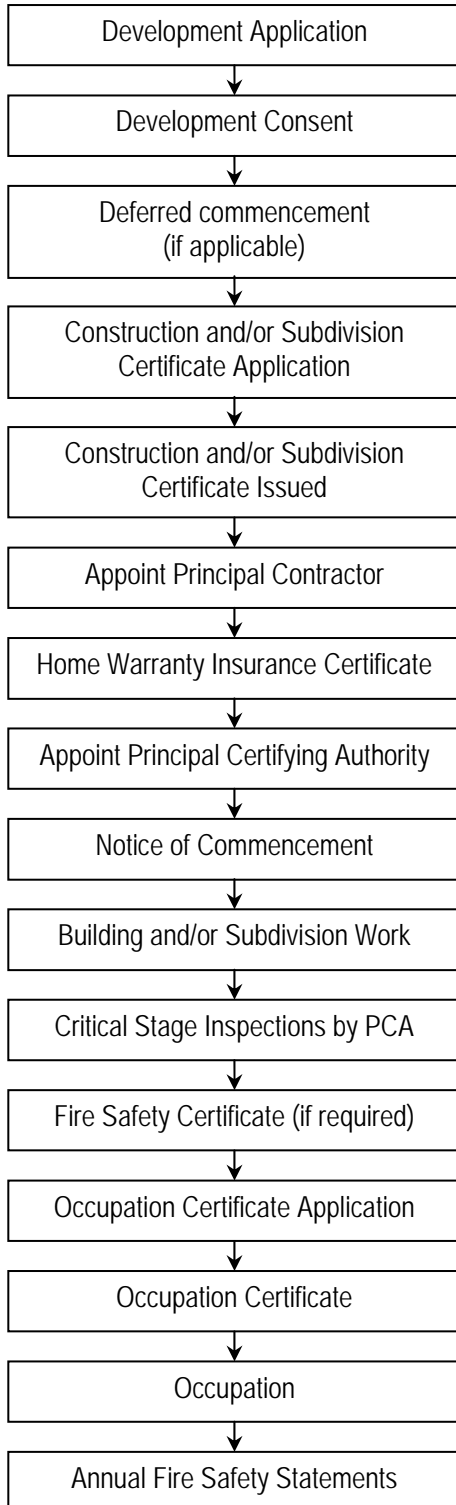 Development Application
Development Consent
Deferred commencement
(if applicable)
Construction and/or Subdivision
Certificate Application
Construction and/or Subdivision
Certificate Issued
Appoint Principal Contractor
Home Warranty Insurance Certificate
Appoint Principal Certifying Authority
Notice of Commencement
Building and/or Subdivision Work
Critical Stage Inspections by PCA
Fire Safety Certificate (if required)
Occupation Certificate Application
Occupation Certificate
Occupation
Annual Fire Safety Statements